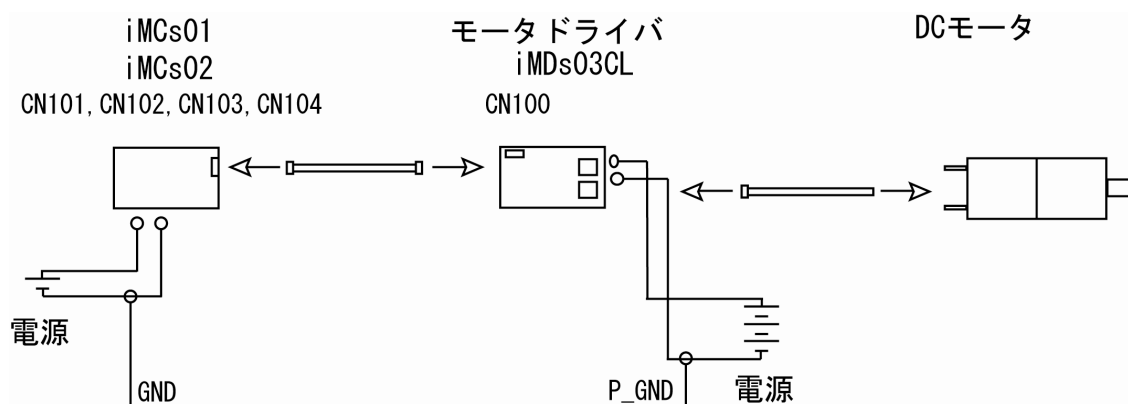 iMCs01
iMCs02
CN101, CN102, CN103, CN104
モータドライバ
iMDs03CL
CN100
DCモータ
電源
GND
P_GND
電源